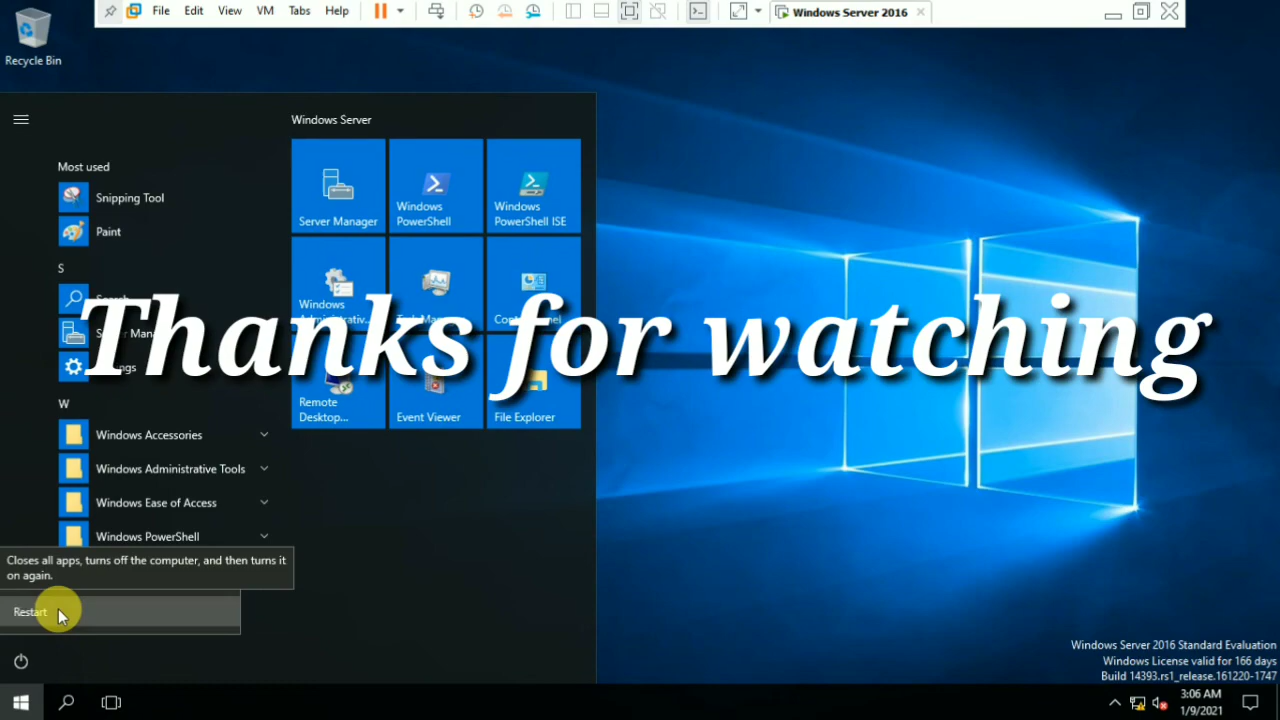 File Edit View VM Tabs Help
Windows Server 2016
Recycle Bin
Windows Server
Most used
Snipping Tool
Paint
S
W
Windows Accessories
Windows Administrative Tools
Windows Ease of Access
Windows PowerShell
Server Manager
Windows
PowerShell
Windows
PowerShell ISE
Windows
Remote
Desktop...
Event Viewer
File Explorer
Thanks for watching
Closes all apps, turns off the computer, and then turns it
on again.
Restart
Windows Server 2016 Standard Evaluation
Windows License valid for 166 days
Build 14393.rs1_release.161220-1747
3:06 AM
1/9/2021